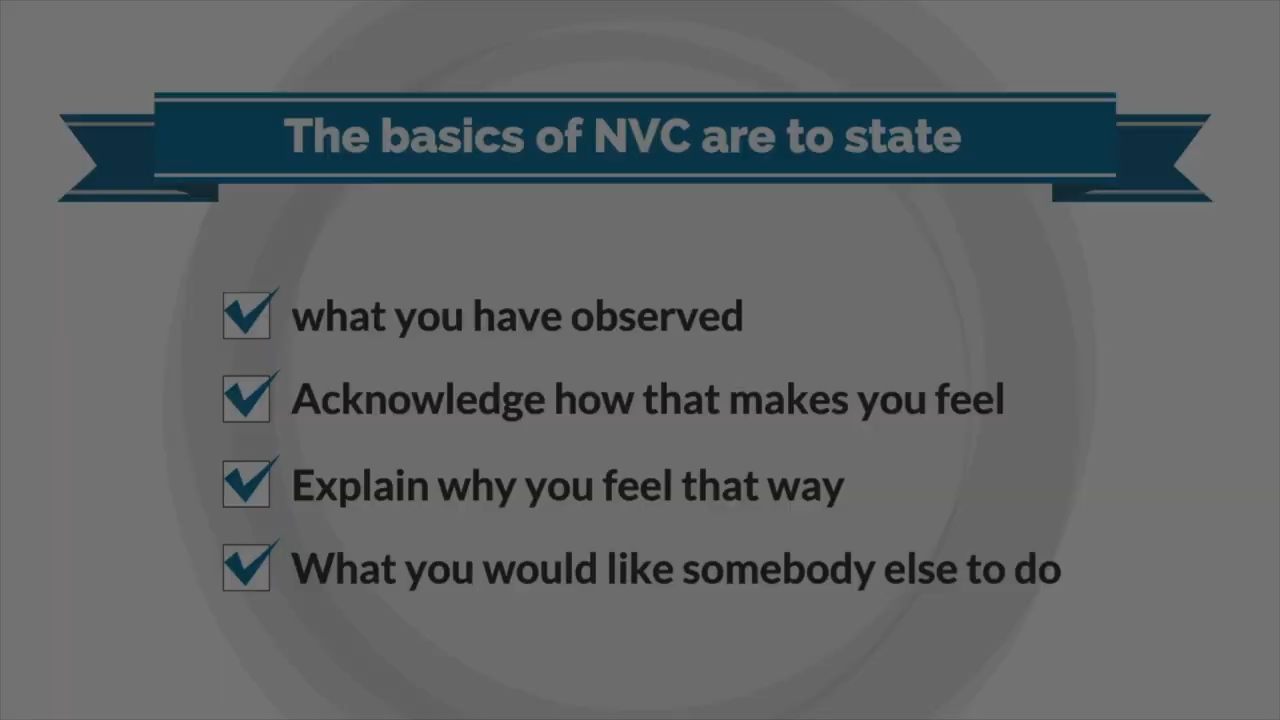 The basics of NVC are to state
what you have observed
Acknowledge how that makes you feel
Explain why you feel that way
What you would like somebody else to do